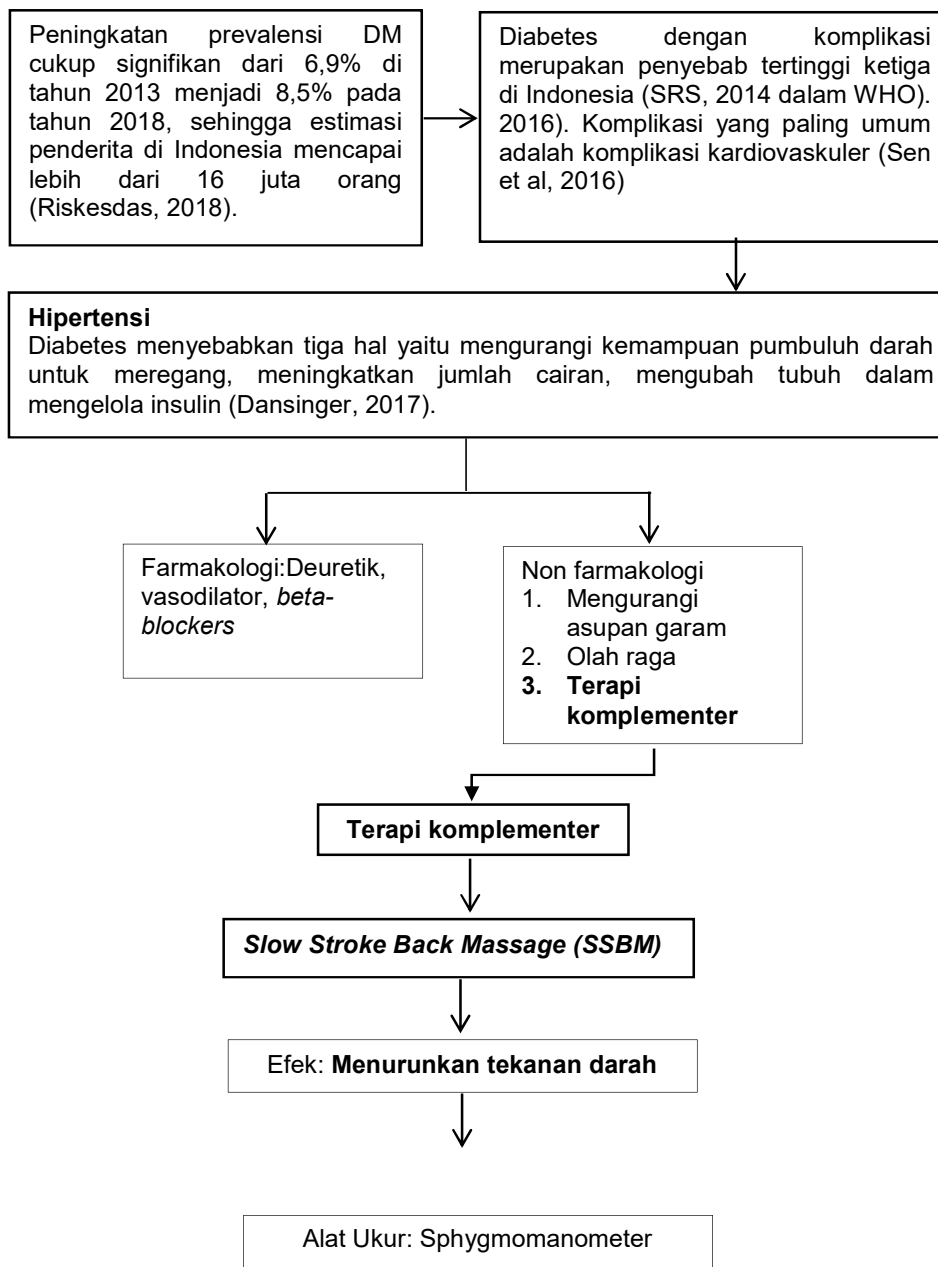 Peningkatan prevalensi DM
cukup signifikan dari 6,9% di
tahun 2013 menjadi 8,5% pada
tahun 2018, sehingga estimasi
penderita di Indonesia mencapai
lebih dari 16 juta orang
(Riskesdas, 2018).
Diabetes dengan komplikasi
merupakan penyebab tertinggi ketiga
di Indonesia (SRS, 2014 dalam WHO).
2016). Komplikasi yang paling umum
adalah komplikasi kardiovaskuler (Sen
et al, 2016)
Hipertensi
Diabetes menyebabkan tiga hal yaitu mengurangi kemampuan pumbuluh darah
untuk meregang, meningkatkan jumlah cairan, mengubah tubuh dalam
mengelola insulin (Dansinger, 2017).
Farmakologi:Deuretik,
vasodilator, beta-
blockers
Non farmakologi
1. Mengurangi
asupan garam
2. Olah raga
3. Terapi
komplementer
Terapi komplementer
Slow Stroke Back Massage (SSBM)
Efek: Menurunkan tekanan darah
Alat Ukur: Sphygmomanometer